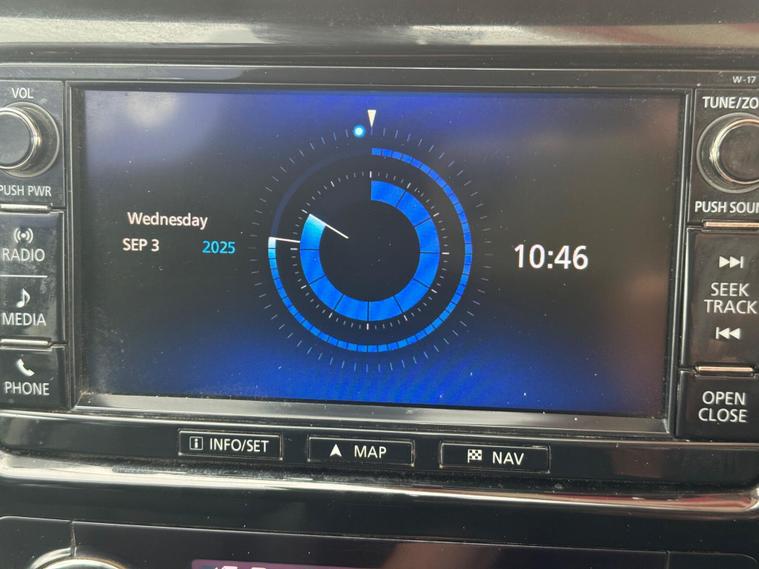 W-17
VOL
TUNE/ZO
PUSH PWR
PUSH SOUN
Wednesday
SEP 3 2025
10:46
RADIO
MEDIA
PHONE
SEEK
TRACK
OPEN
CLOSE
INFO/SET
MAP
NAV